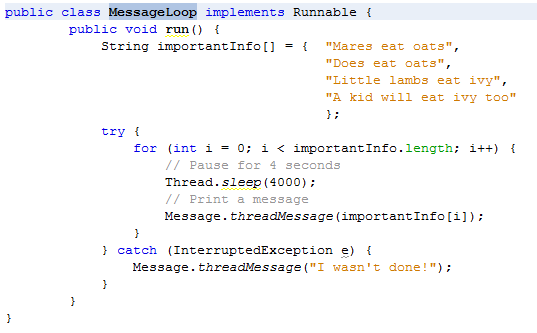 public class MessageLoop implements Runnable {
public void run() {
String importantInfo[] = { "Mares eat oats",
"Does eat oats",
"Little lambs eat ivy",
"A kid will eat ivy too"
};
try {
for (int i = 0; i < importantInfo.length; i++) {
// Pause for 4 seconds
Thread.sleep(4000);
// Print a message
Message.threadMessage(importantInfo[i]);
}
} catch (InterruptedException e) {
Message.threadMessage("I wasn't done!");
}
}
}